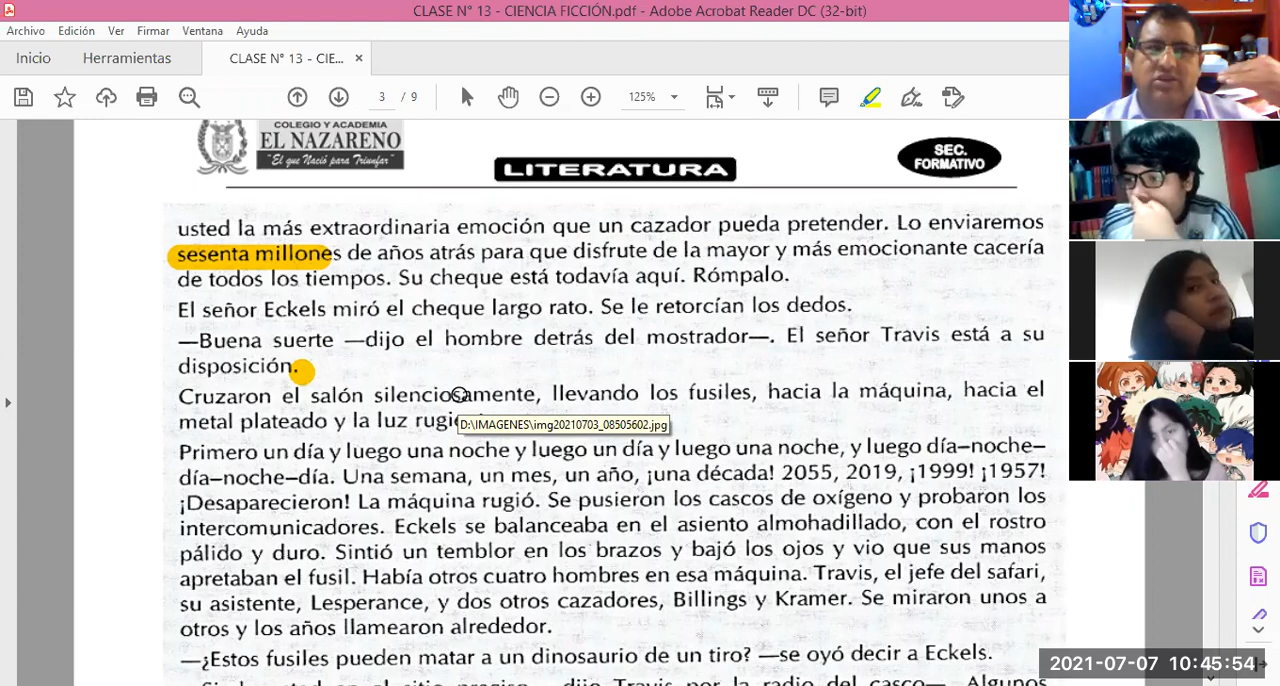 CLASE N° 13 - CIENCIA FICCIÓN.pdf - Adobe Acrobat Reader DC (32-bit)
Archivo Edición Ver Firmar Ventana Ayuda
Inicio Herramientas CLASE N° 13 - CIE... ×
3 / 9 125%
COLEGIO Y ACADEMIA
EL NAZARENO
"El que Nació para Triunfar"
LITERATURA
SEC.
FORMATIVO
usted la más extraordinaria emoción que un cazador pueda pretender. Lo enviaremos
sesenta millones de años atrás para que disfrute de la mayor y más emocionante cacería
de todos los tiempos. Su cheque está todavía aquí. Rómpalo.
El señor Eckels miró el cheque largo rato. Se le retorcían los dedos.
—Buena suerte —dijo el hombre detrás del mostrador—. El señor Travis está a su
disposición.
Cruzaron el salón silenciosamente, llevando los fusiles, hacia la máquina, hacia el
metal plateado y la luz
D:\IMAGENES\img20210703_08505602.jpg
Primero un día y luego una noche y luego un día y luego una noche, y luego día–noche–
día–noche–día. Una semana, un mes, un año, ¡una década! 2055, 2019, ¡1999! ¡1957!
¡Desaparecieron! La máquina rugió. Se pusieron los cascos de oxígeno y probaron los
intercomunicadores. Eckels se balanceaba en el asiento almohadillado, con el rostro
pálido y duro. Sintió un temblor en los brazos y bajó los ojos y vio que sus manos
apretaban el fusil. Había otros cuatro hombres en esa máquina. Travis, el jefe del safari,
su asistente, Lesperance, y dos otros cazadores, Billings y Kramer. Se miraron unos a
otros y los años llamearon alrededor.
—¿Estos fusiles pueden matar a un dinosaurio de un tiro? —se oyó decir a Eckels.
2021-07-07 10:45:54